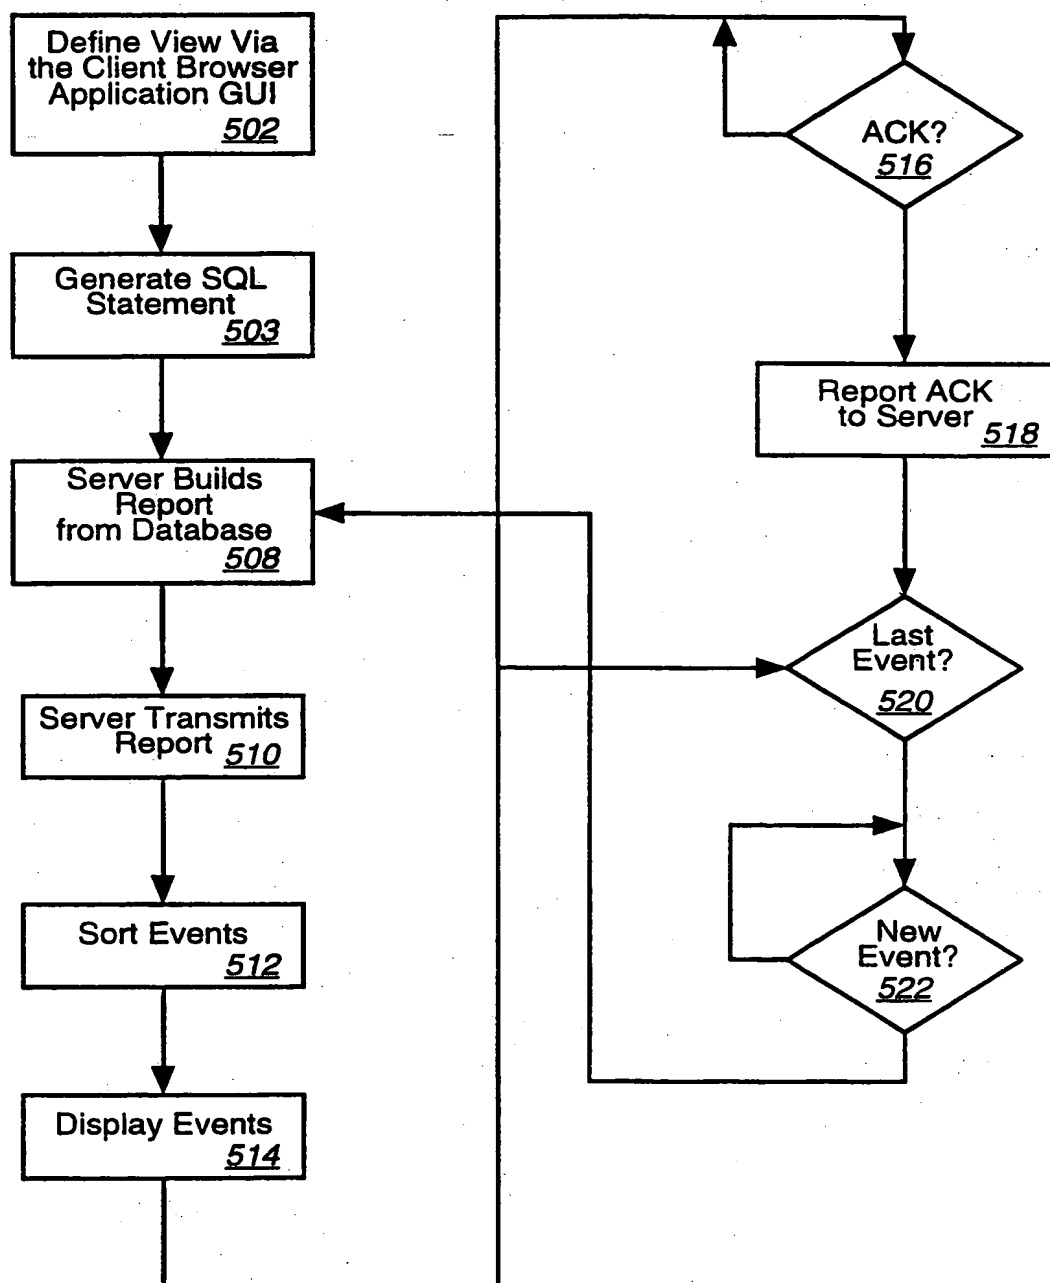 Define View Via
the Client Browser
Application GUI
502
Generate SQL
Statement
503
Server Builds
Report
from Database
508
Server Transmits
Report 510
Sort Events
512
Display Events
514
ACK?
516
Report ACK
to Server
518
Last
Event?
520
New
Event?
522